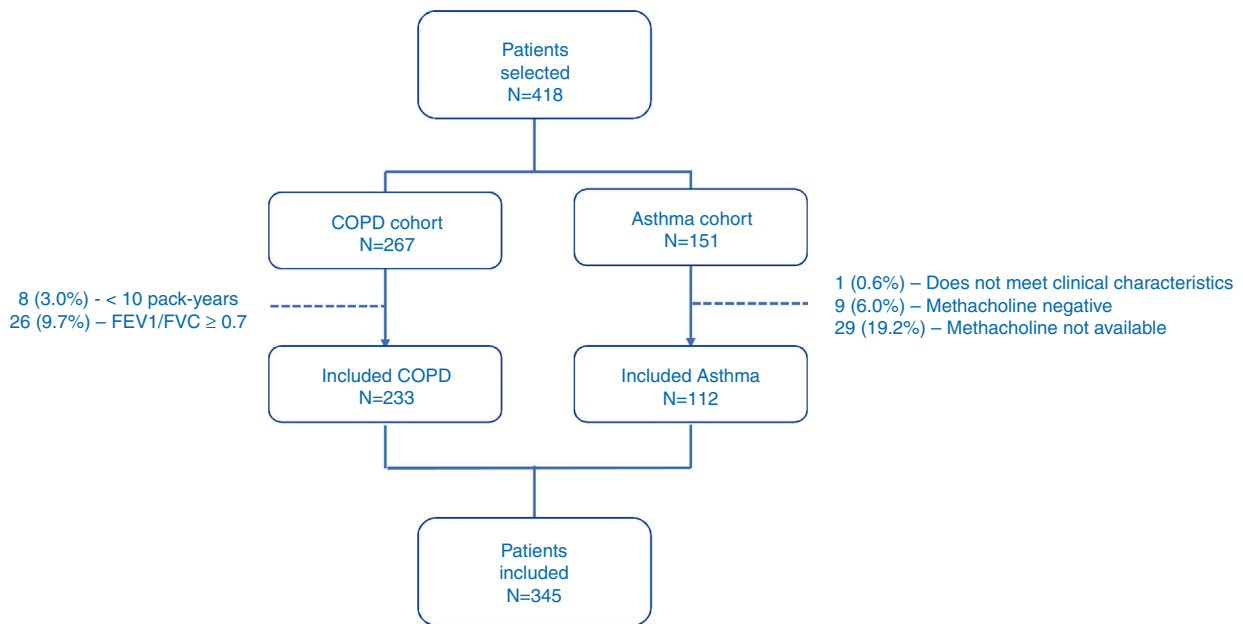 Patients
selected
N=418
COPD cohort
N=267
Asthma cohort
N=151
8 (3.0%) - < 10 pack-years
26 (9.7%) – FEV1/FVC ≥ 0.7
1 (0.6%) – Does not meet clinical characteristics
9 (6.0%) – Methacholine negative
29 (19.2%) – Methacholine not available
Included COPD
N=233
Included Asthma
N=112
Patients
included
N=345